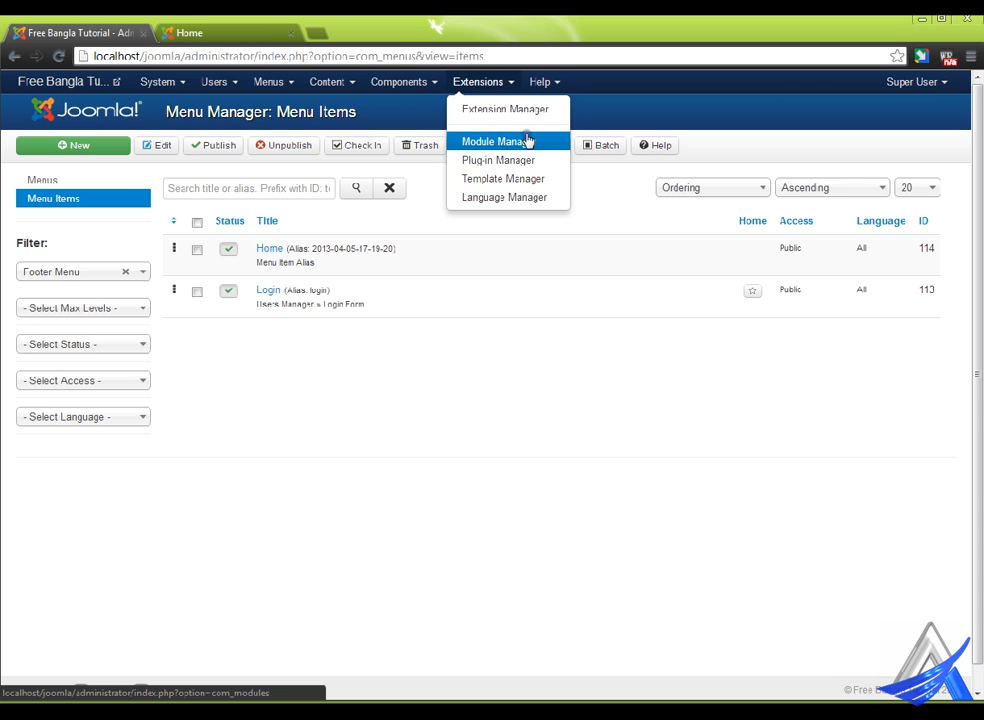 Free Bangla Tutorial - Adn
Home
localhost/joomla/administrator/index.php?option=com_menus&view=items
Free Bangla Tu... System Users Menus Content Components Extensions Help Super User
Joomla! Menu Manager: Menu Items
Extension Manager
Module Mana
Plug-in Manager
Template Manager
Language Manager
New Edit Publish Unpublish Check In Trash Batch Help
Menus
Menu Items
Search title or alias. Prefix with ID: t
Ordering Ascending 20
Status Title Home Access Language ID
Filter:
Footer Menu
- Select Max Levels -
- Select Status -
- Select Access -
- Select Language -
Home (Alias: 2013-04-05-17-19-20) Public All 114
Menu Item Alias
Login (Alias: login) Public All 113
Users Manager » Login Form
localhost/joomla/administrator/index.php?option=com_modules
© Free